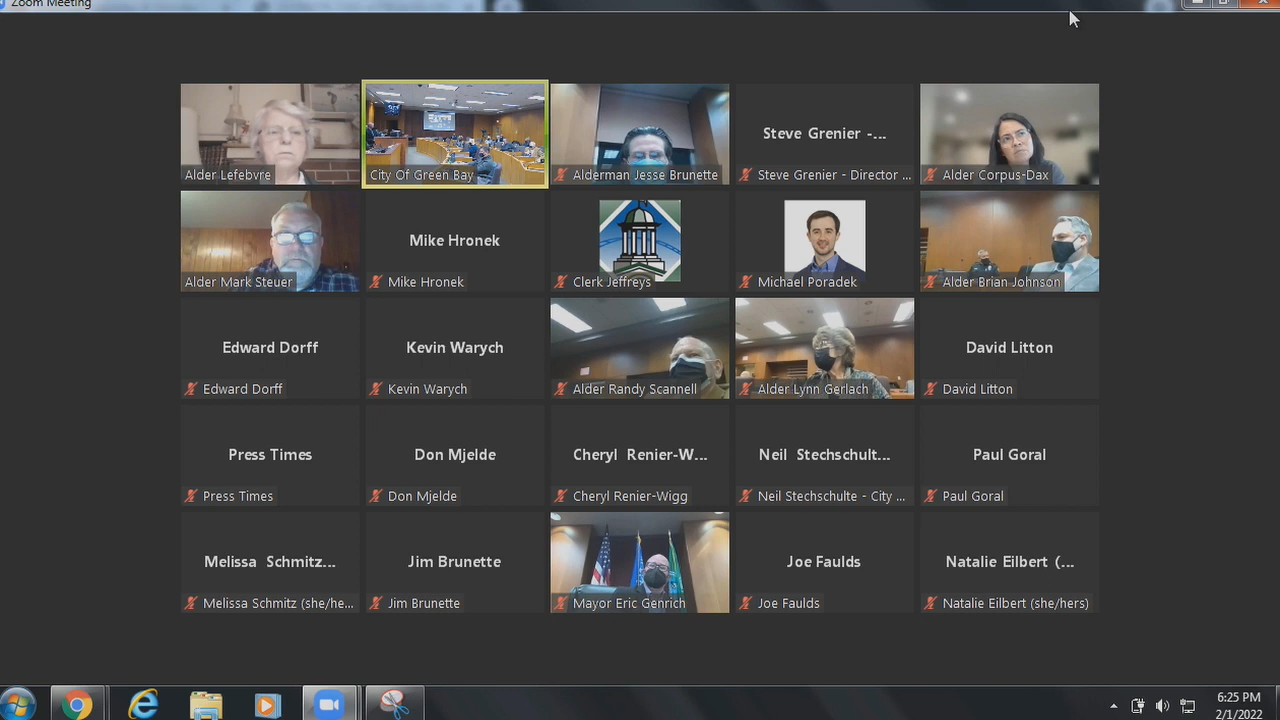 Zoom Meeting
Alder Lefebvre
City Of Green Bay
Alderman Jesse Brunette
Steve Grenier -...
Steve Grenier - Director ...
Alder Corpus-Dax
Alder Mark Steuer
Mike Hronek
Mike Hronek
Clerk Jeffreys
Michael Poradek
Alder Brian Johnson
Edward Dorff
Edward Dorff
Kevin Warych
Kevin Warych
Alder Randy Scannell
Alder Lynn Gerlach
David Litton
David Litton
Press Times
Press Times
Don Mjelde
Don Mjelde
Cheryl Renier-W...
Cheryl Renier-Wigg
Neil Stechschult...
Neil Stechschulte - City ...
Paul Goral
Paul Goral
Melissa Schmitz...
Melissa Schmitz (she/he...
Jim Brunette
Jim Brunette
Mayor Eric Genrich
Joe Faulds
Joe Faulds
Natalie Eilbert (...
Natalie Eilbert (she/hers)
6:25 PM
2/1/2022